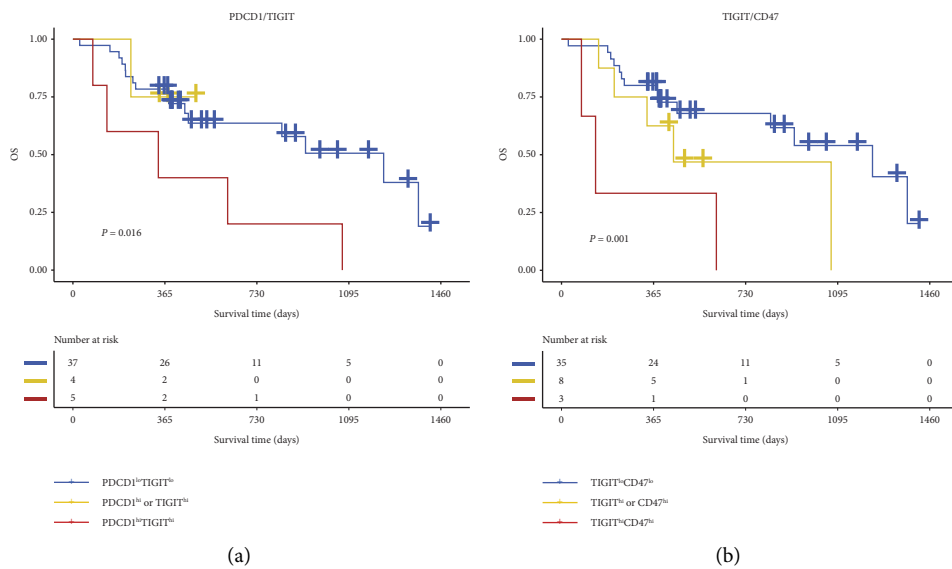 PDCD1/TIGIT
1.00
0.75
0.50
0.25
0.00
OS
P = 0.016
0 365 730 1095 1460
Survival time (days)
Number at risk
37 26 11 5 0
4 2 0 0 0
5 2 1 0 0
0 365 730 1095 1460
Survival time (days)
PDCD1loTIGITlo
PDCD1hi or TIGIThi
PDCD1hiTIGIThi
(a)
TIGIT/CD47
1.00
0.75
0.50
0.25
0.00
OS
P = 0.001
0 365 730 1095 1460
Survival time (days)
Number at risk
35 24 11 5 0
8 5 1 0 0
3 1 0 0 0
0 365 730 1095 1460
Survival time (days)
TIGITloCD47lo
TIGIThi or CD47hi
TIGIThiCD47hi
(b)